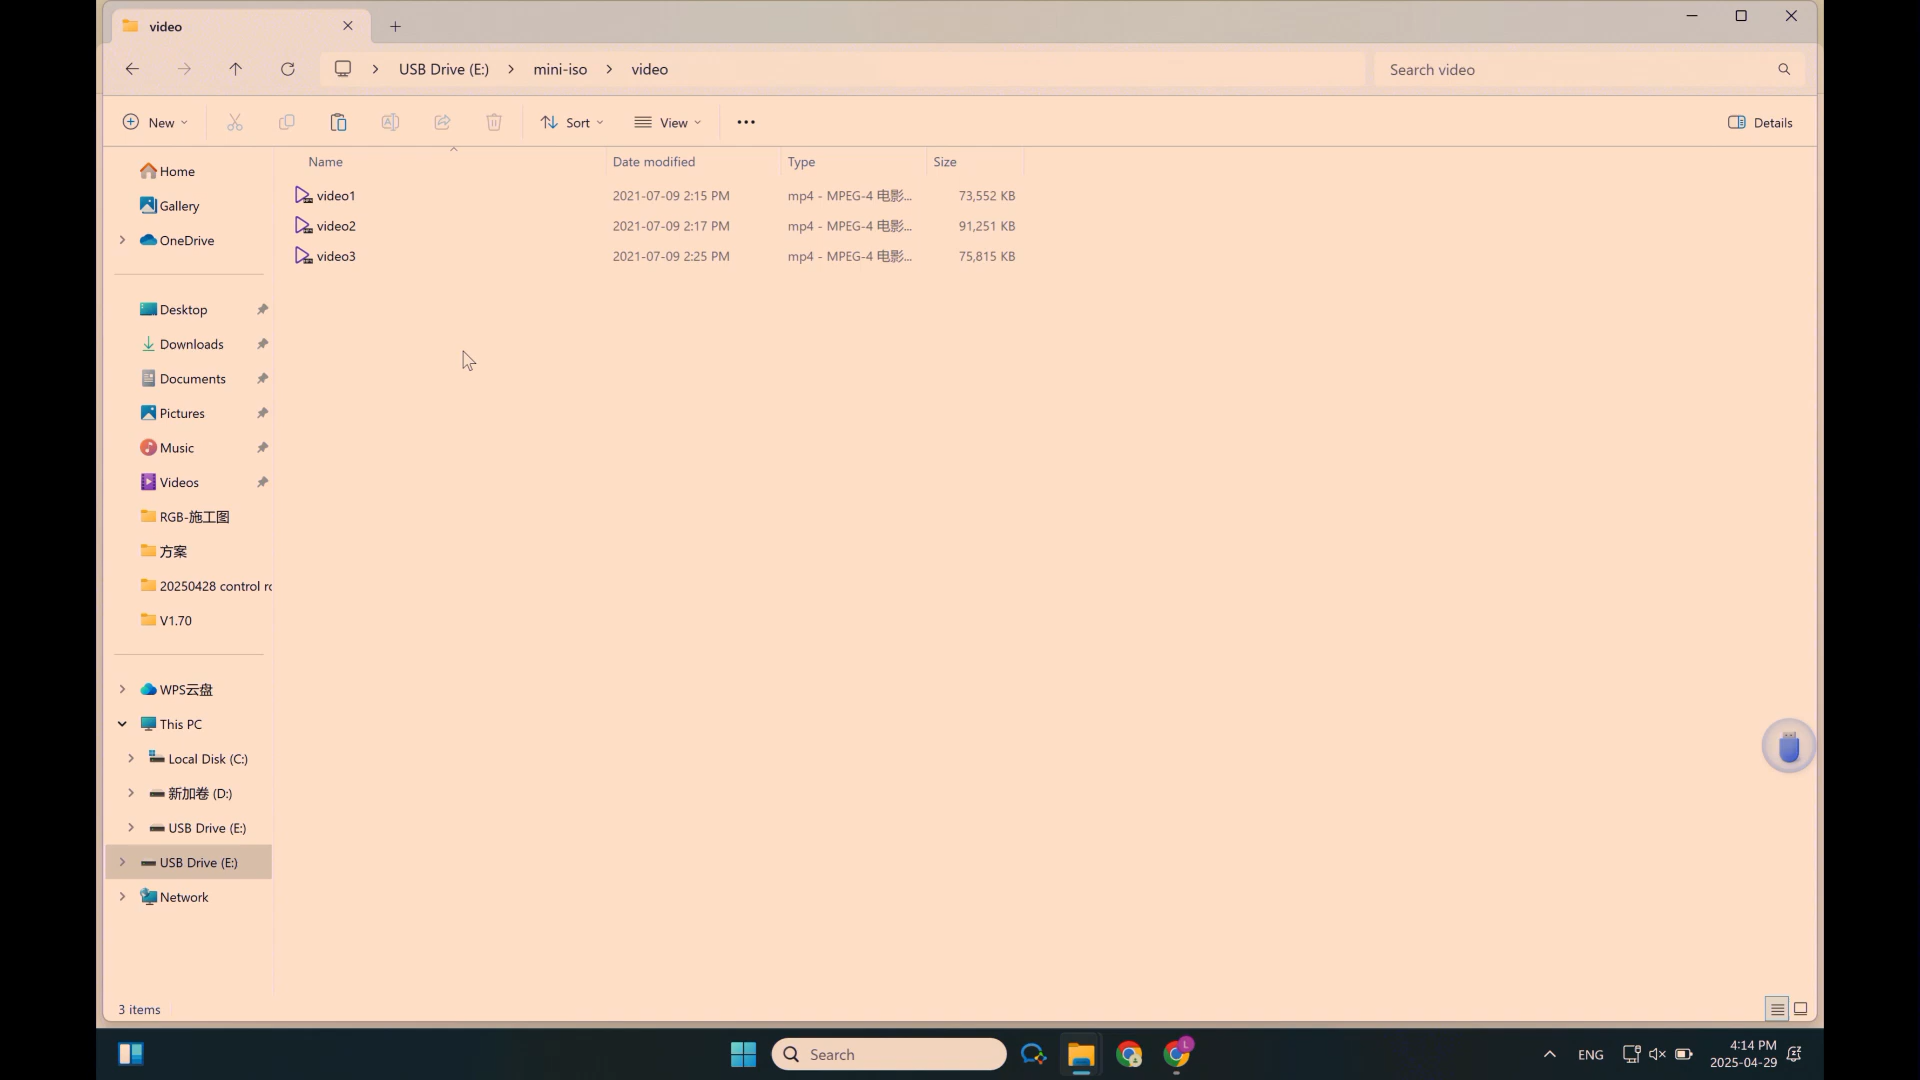 video
USB Drive (E:)
mini-iso
video
Search video
New
Sort
View
Details
Name
Date modified
Type
Size
video1
2021-07-09 2:15 PM
mp4 - MPEG-4 电影...
73,552 KB
video2
2021-07-09 2:17 PM
mp4 - MPEG-4 电影...
91,251 KB
video3
2021-07-09 2:25 PM
mp4 - MPEG-4 电影...
75,815 KB
Home
Gallery
OneDrive
Desktop
Downloads
Documents
Pictures
Music
Videos
RGB-施工图
方案
20250428 control ro
V1.70
WPS云盘
This PC
Local Disk (C:)
新加卷 (D:)
USB Drive (E:)
USB Drive (E:)
Network
3 items
Search
L
ENG
4:14 PM
2025-04-29